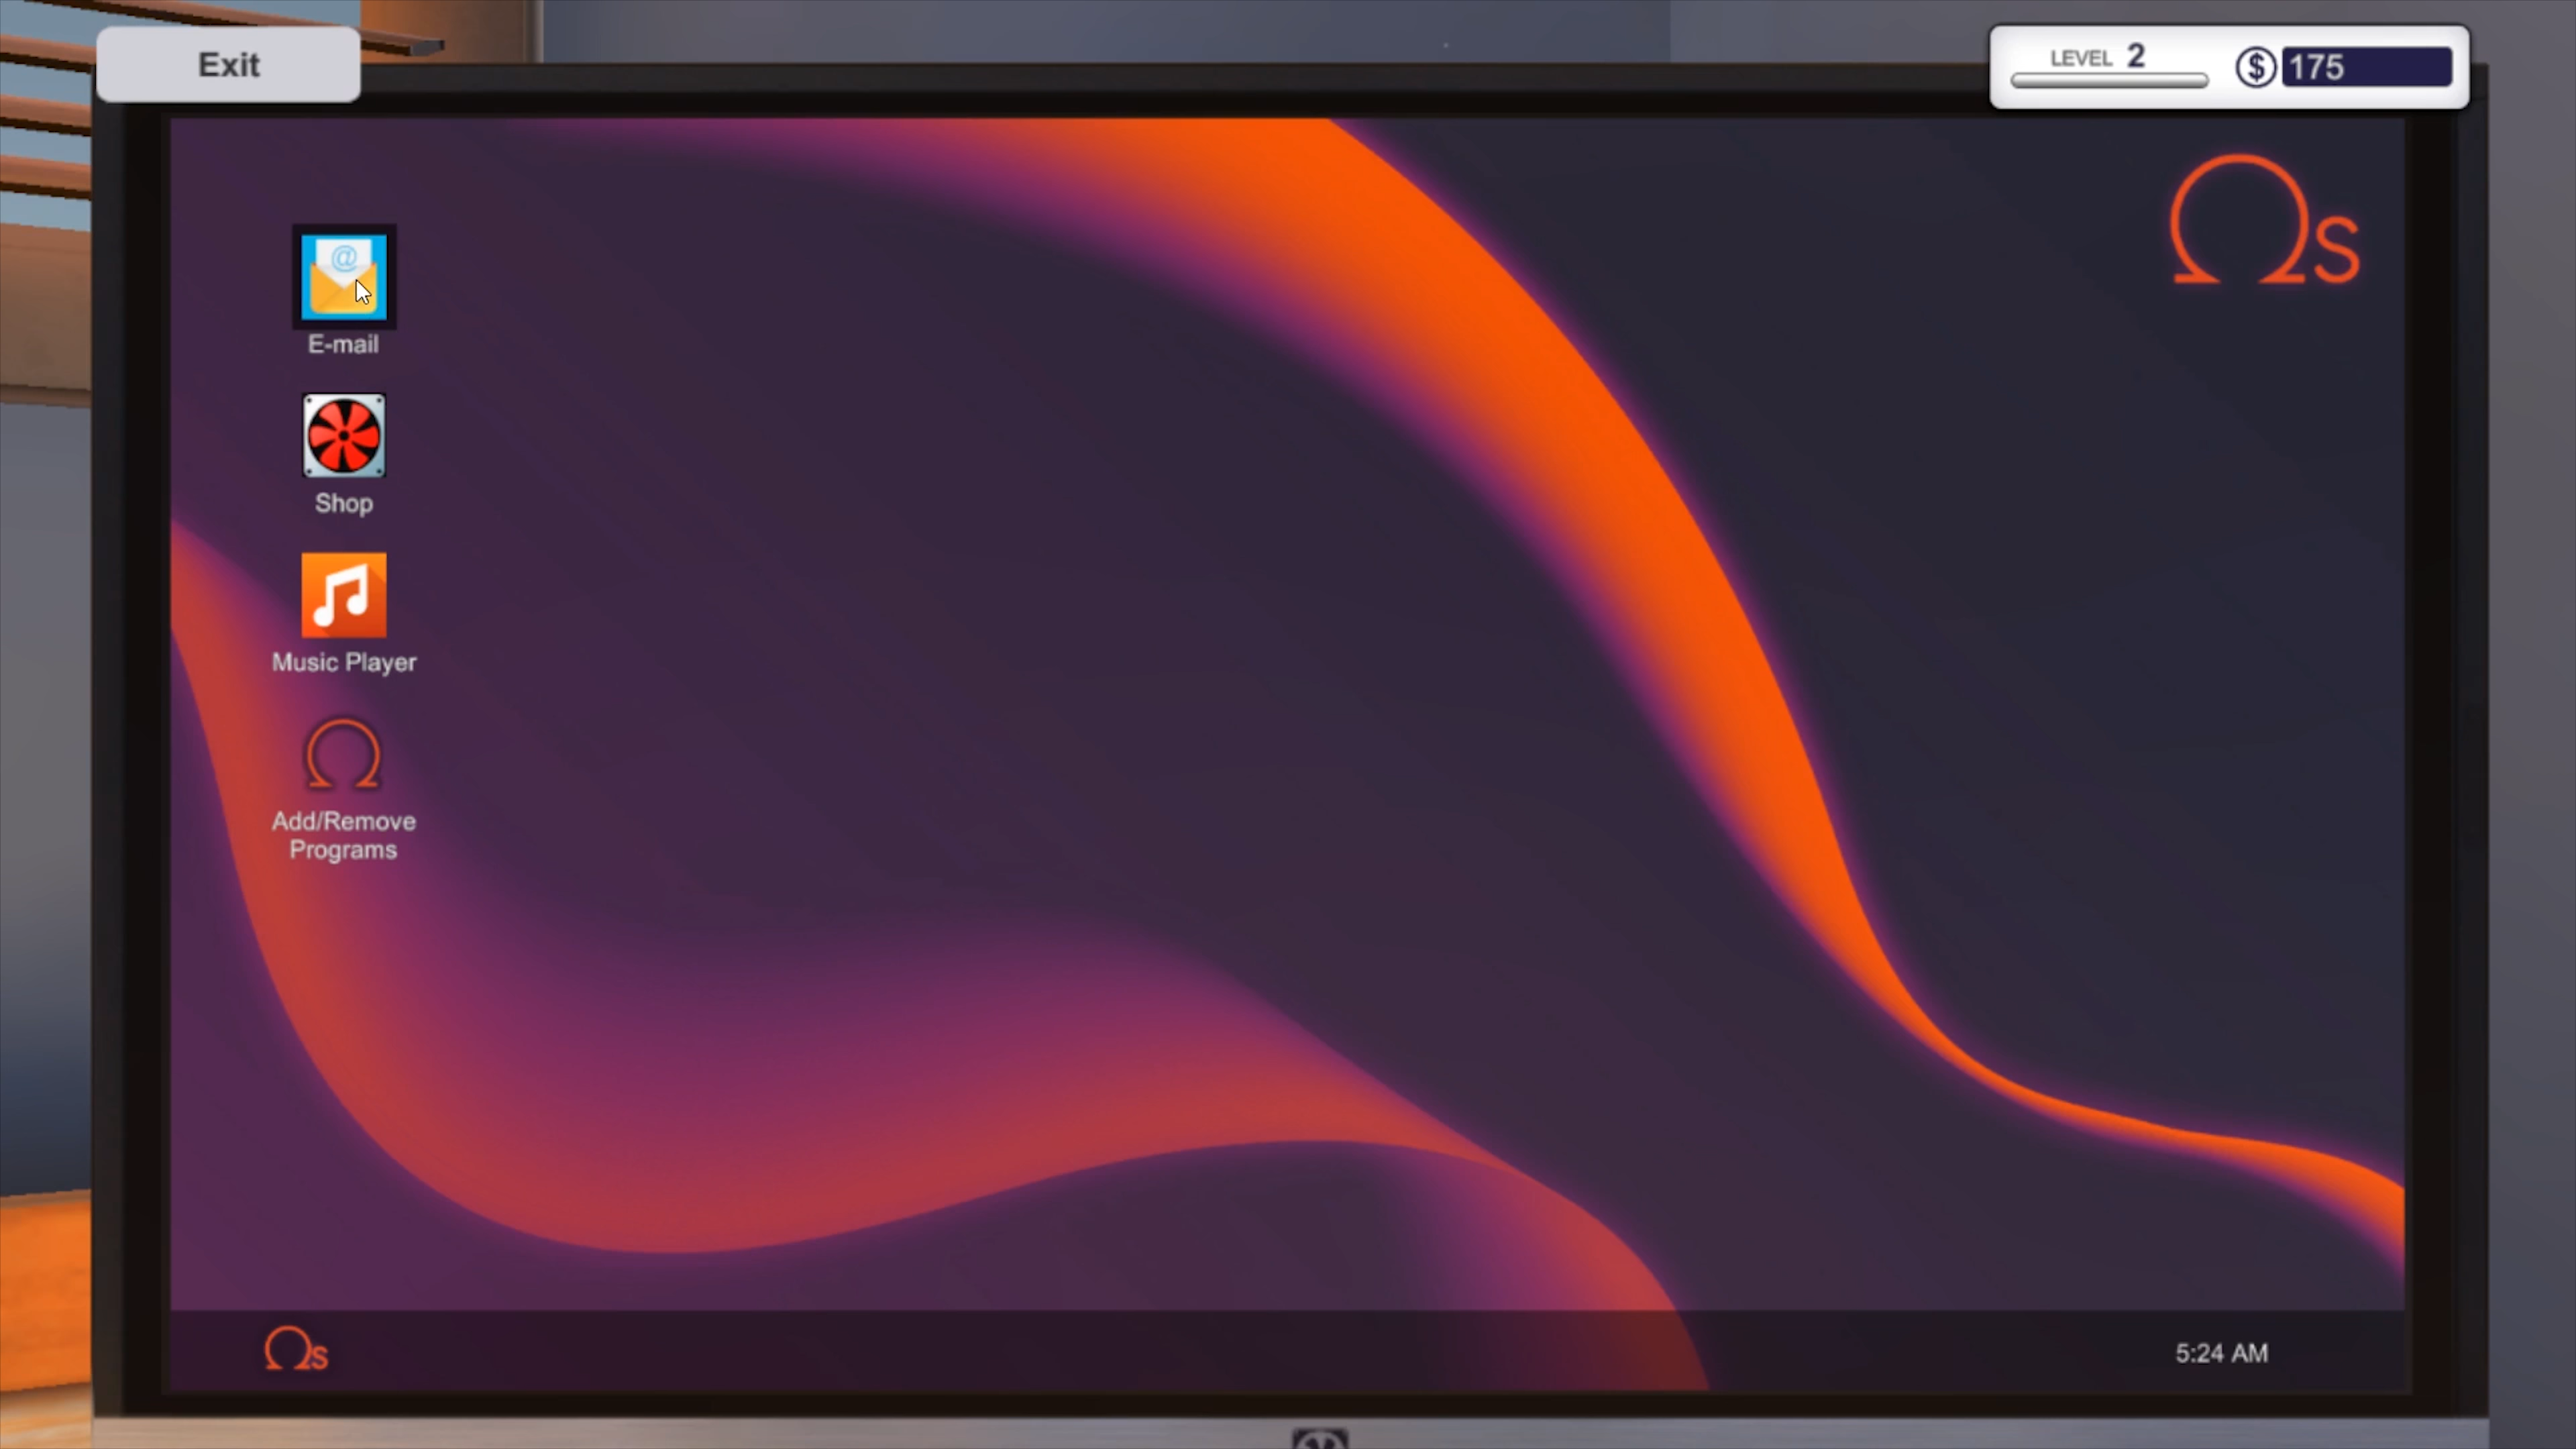 Exit
LEVEL 2
$ 175
Ωs
E-mail
Shop
Music Player
Add/Remove
Programs
Ωs
5:24 AM